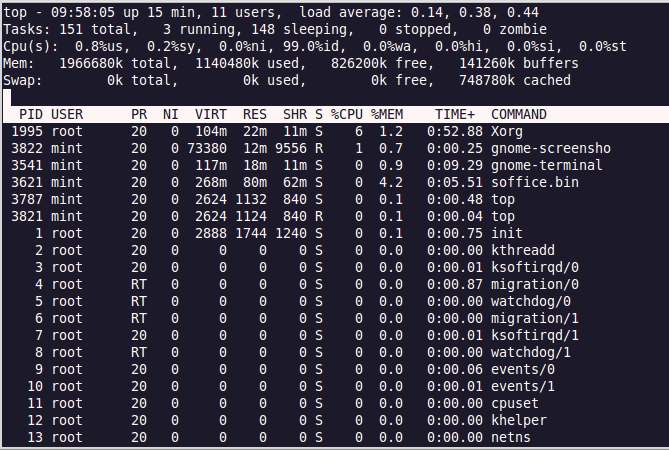 top - 09:58:05 up 15 min, 11 users,  load average: 0.14, 0.38, 0.44
Tasks: 151 total,   3 running, 148 sleeping,   0 stopped,   0 zombie
Cpu(s):  0.8%us,  0.2%sy,  0.0%ni, 99.0%id,  0.0%wa,  0.0%hi,  0.0%si,  0.0%st
Mem:   1966680k total,  1140480k used,   826200k free,   141260k buffers
Swap:        0k total,        0k used,        0k free,   748780k cached
  PID USER      PR  NI  VIRT  RES  SHR S %CPU %MEM    TIME+  COMMAND
 1995 root      20   0  104m  22m  11m S    6  1.2   0:52.88 Xorg
 3822 mint      20   0 73380  12m 9556 R    1  0.7   0:00.25 gnome-screensho
 3541 mint      20   0  117m  18m  11m S    0  0.9   0:09.29 gnome-terminal
 3621 mint      20   0  268m  80m  62m S    0  4.2   0:05.51 soffice.bin
 3787 mint      20   0  2624 1132  840 S    0  0.1   0:00.48 top
 3821 mint      20   0  2624 1124  840 R    0  0.1   0:00.04 top
    1 root      20   0  2888 1744 1240 S    0  0.1   0:00.75 init
    2 root      20   0     0    0    0 S    0  0.0   0:00.00 kthreadd
    3 root      20   0     0    0    0 S    0  0.0   0:00.01 ksoftirqd/0
    4 root      RT   0     0    0    0 S    0  0.0   0:00.87 migration/0
    5 root      RT   0     0    0    0 S    0  0.0   0:00.00 watchdog/0
    6 root      RT   0     0    0    0 S    0  0.0   0:00.00 migration/1
    7 root      20   0     0    0    0 S    0  0.0   0:00.01 ksoftirqd/1
    8 root      RT   0     0    0    0 S    0  0.0   0:00.00 watchdog/1
    9 root      20   0     0    0    0 S    0  0.0   0:00.06 events/0
   10 root      20   0     0    0    0 S    0  0.0   0:00.01 events/1
   11 root      20   0     0    0    0 S    0  0.0   0:00.00 cpuset
   12 root      20   0     0    0    0 S    0  0.0   0:00.00 khelper
   13 root      20   0     0    0    0 S    0  0.0   0:00.00 netns